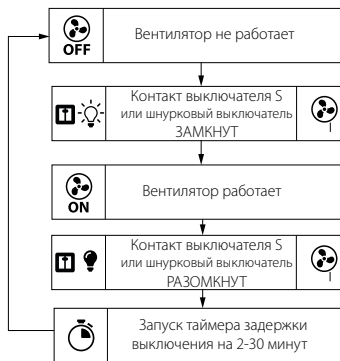 OFF
Вентилятор не работает
Контакт выключателя S
или шнурковый выключатель
ЗАМКНУТ
I
ON
Вентилятор работает
Контакт выключателя S
или шнурковый выключатель
РАЗОМКНУТ
I
Запуск таймера задержки
выключения на 2-30 минут